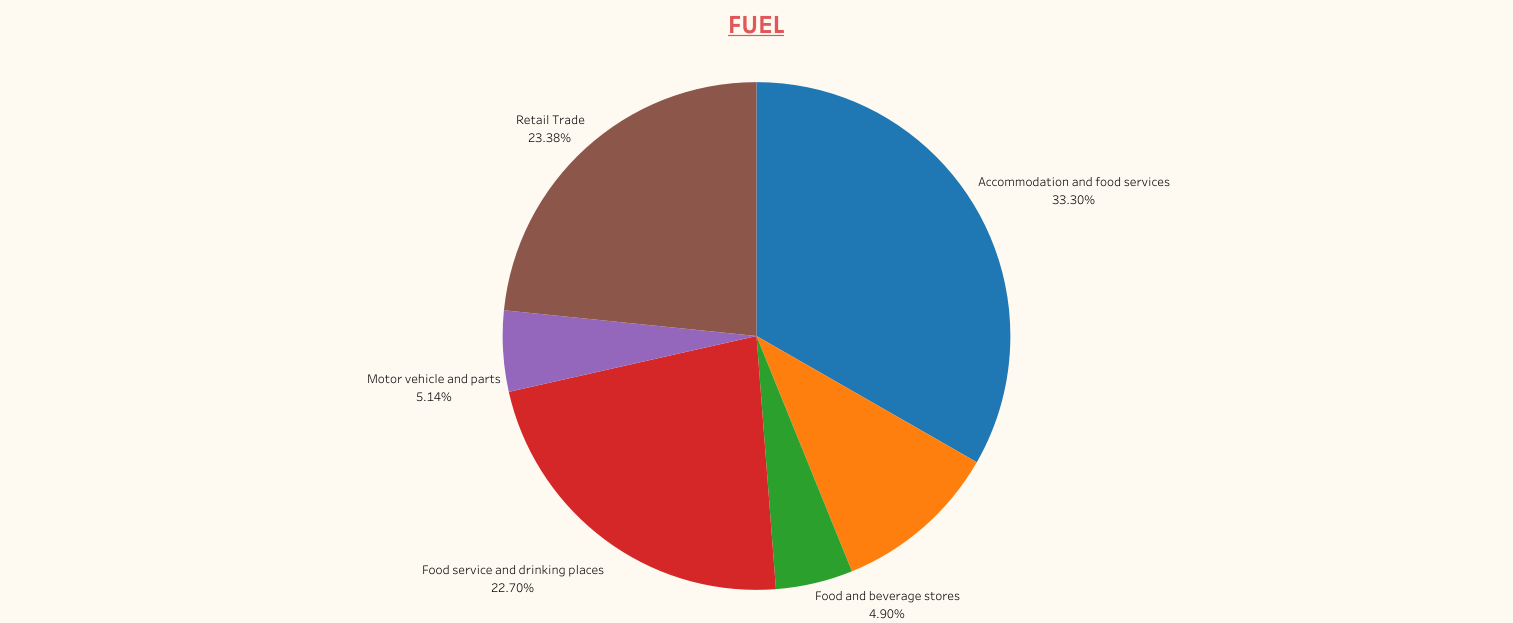 FUEL
Retail Trade
23.38%
Accommodation and food services
33.30%
Motor vehicle and parts
5.14%
Food service and drinking places
22.70%
Food and beverage stores
4.90%